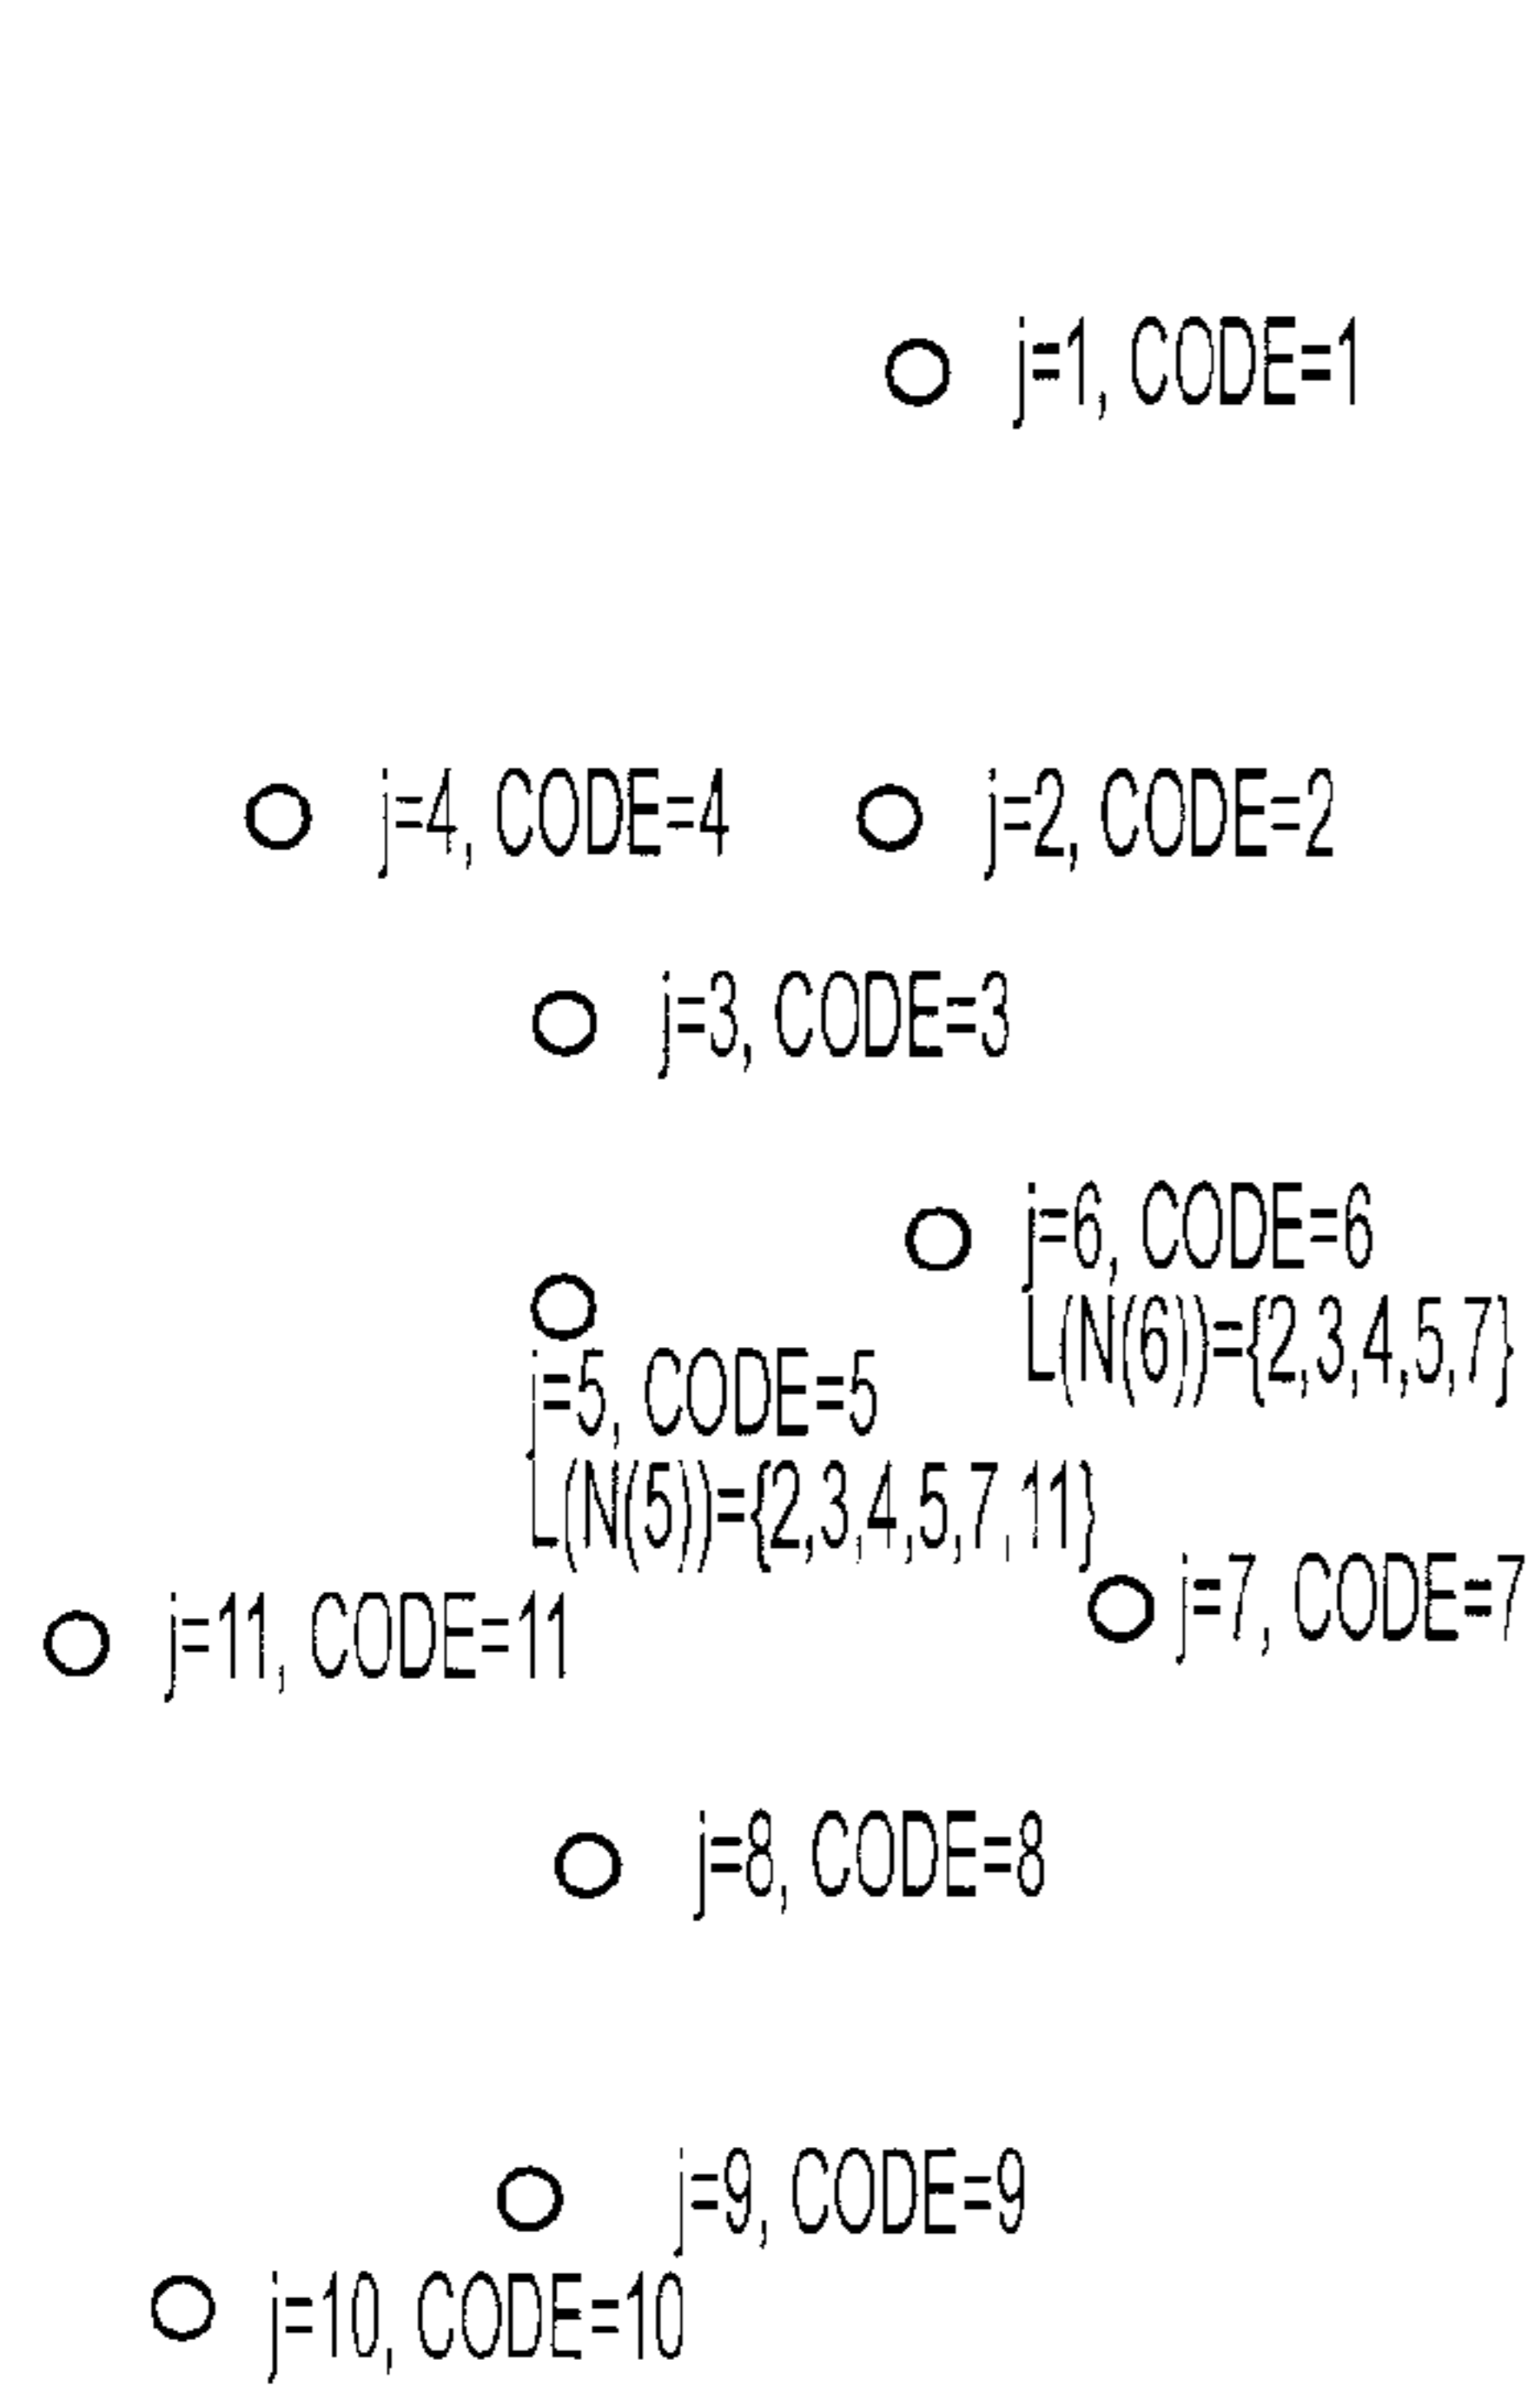 j=1, CODE=1
j=4, CODE=4
j=2, CODE=2
j=3, CODE=3
j=6, CODE=6
L(N(6))={2,3,4,5,7}
j=5, CODE=5
L(N(5))={2,3,4,5,7,11}
j=7, CODE=7
j=11, CODE=11
j=8, CODE=8
j=9, CODE=9
j=10, CODE=10